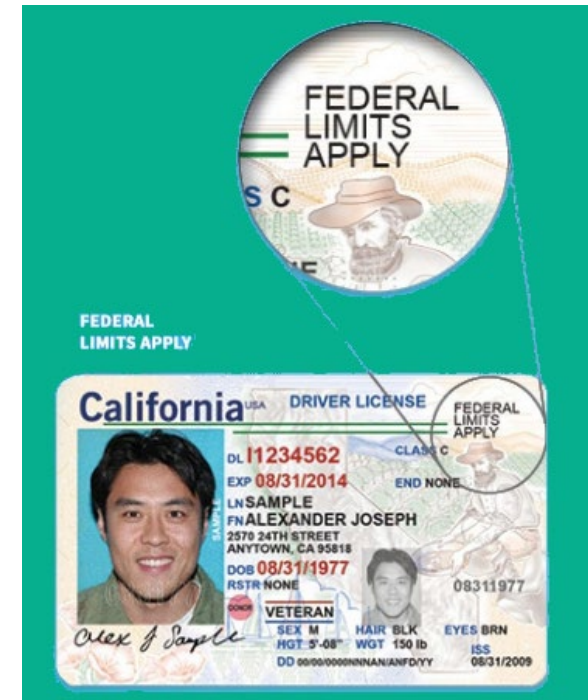 FEDERAL
LIMITS
APPLY
S C
FEDERAL
LIMITS APPLY
California USA DRIVER LICENSE
FEDERAL
LIMITS
APPLY
DL I1234562 CLASS C
EXP 08/31/2014 END NONE
LN SAMPLE
FN ALEXANDER JOSEPH
2570 24TH STREET
ANYTOWN, CA 95818
DOB 08/31/1977
RSTR NONE
08311977
SAMPLE
DONOR
VETERAN
SEX M HAIR BLK EYES BRN
HGT 5'-08" WGT 150 lb
ISS
DD 00/00/0000NNNAN/ANFD/YY 08/31/2009
Alex J Sample